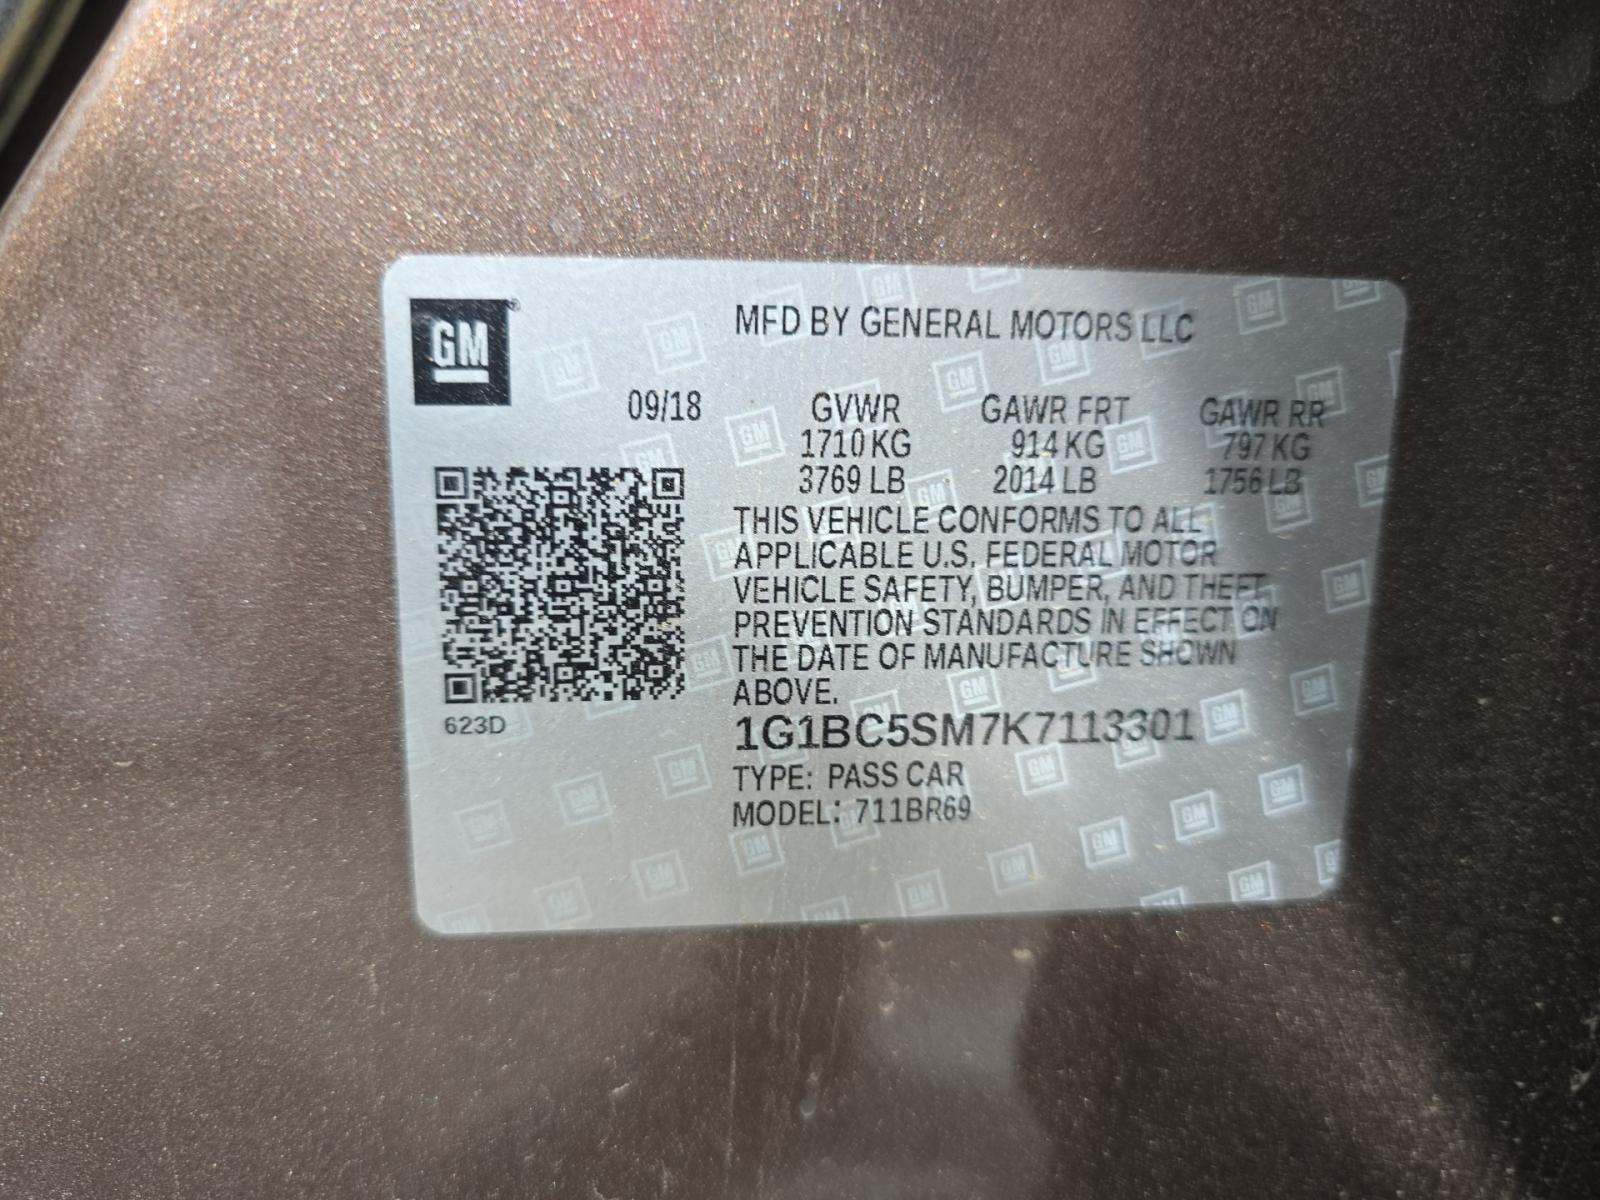 GM
MFD BY GENERAL MOTORS LLC
09/18 GVWR GAWR FRT GAWR RR
1710 KG 914 KG 797 KG
3769 LB 2014 LB 1756 LB
THIS VEHICLE CONFORMS TO ALL
APPLICABLE U.S. FEDERAL MOTOR
VEHICLE SAFETY, BUMPER, AND THEFT
PREVENTION STANDARDS IN EFFECT ON
THE DATE OF MANUFACTURE SHOWN
ABOVE.
623D
1G1BC5SM7K7113301
TYPE: PASS CAR
MODEL: 711BR69